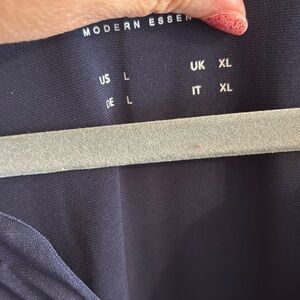 MODERN ESSEN
US L UK XL
DE L IT XL